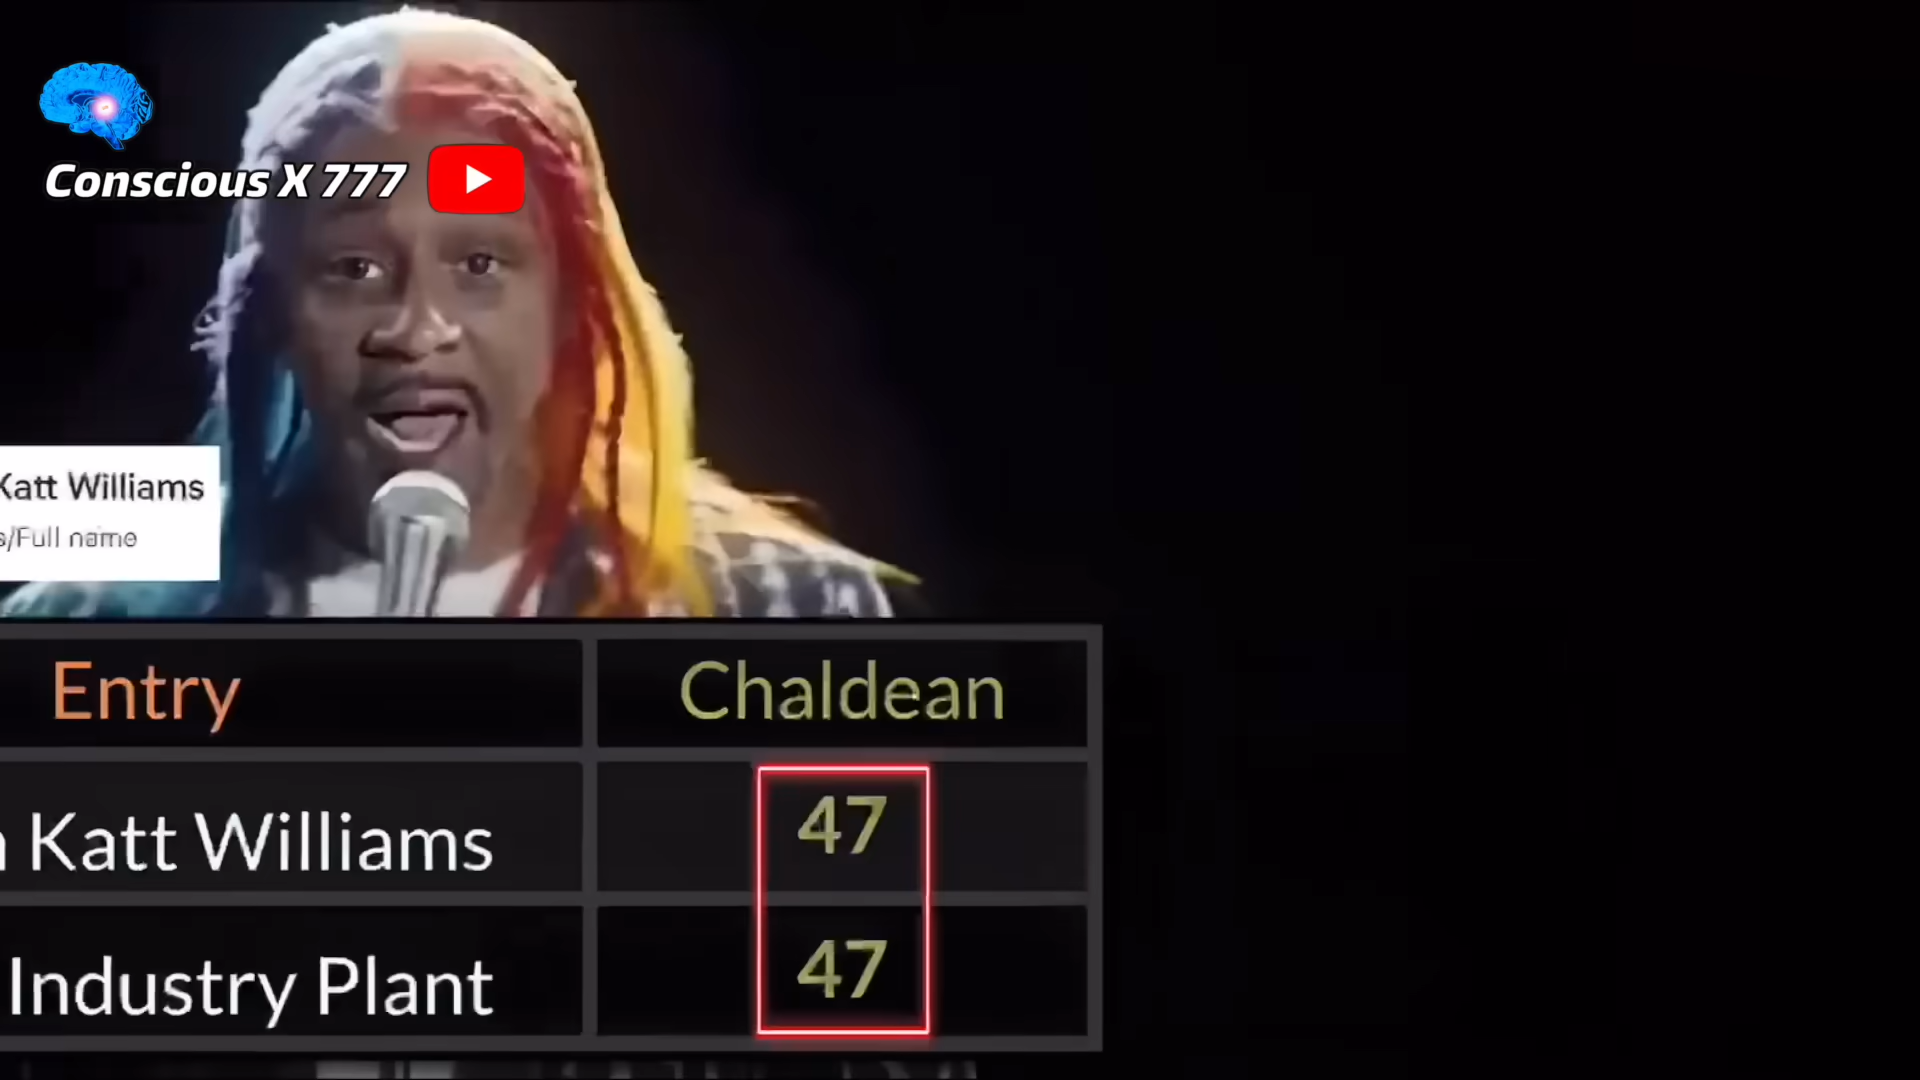 Conscious X 777
Katt Williams
s/Full name
Entry
Chaldean
n Katt Williams
47
Industry Plant
47